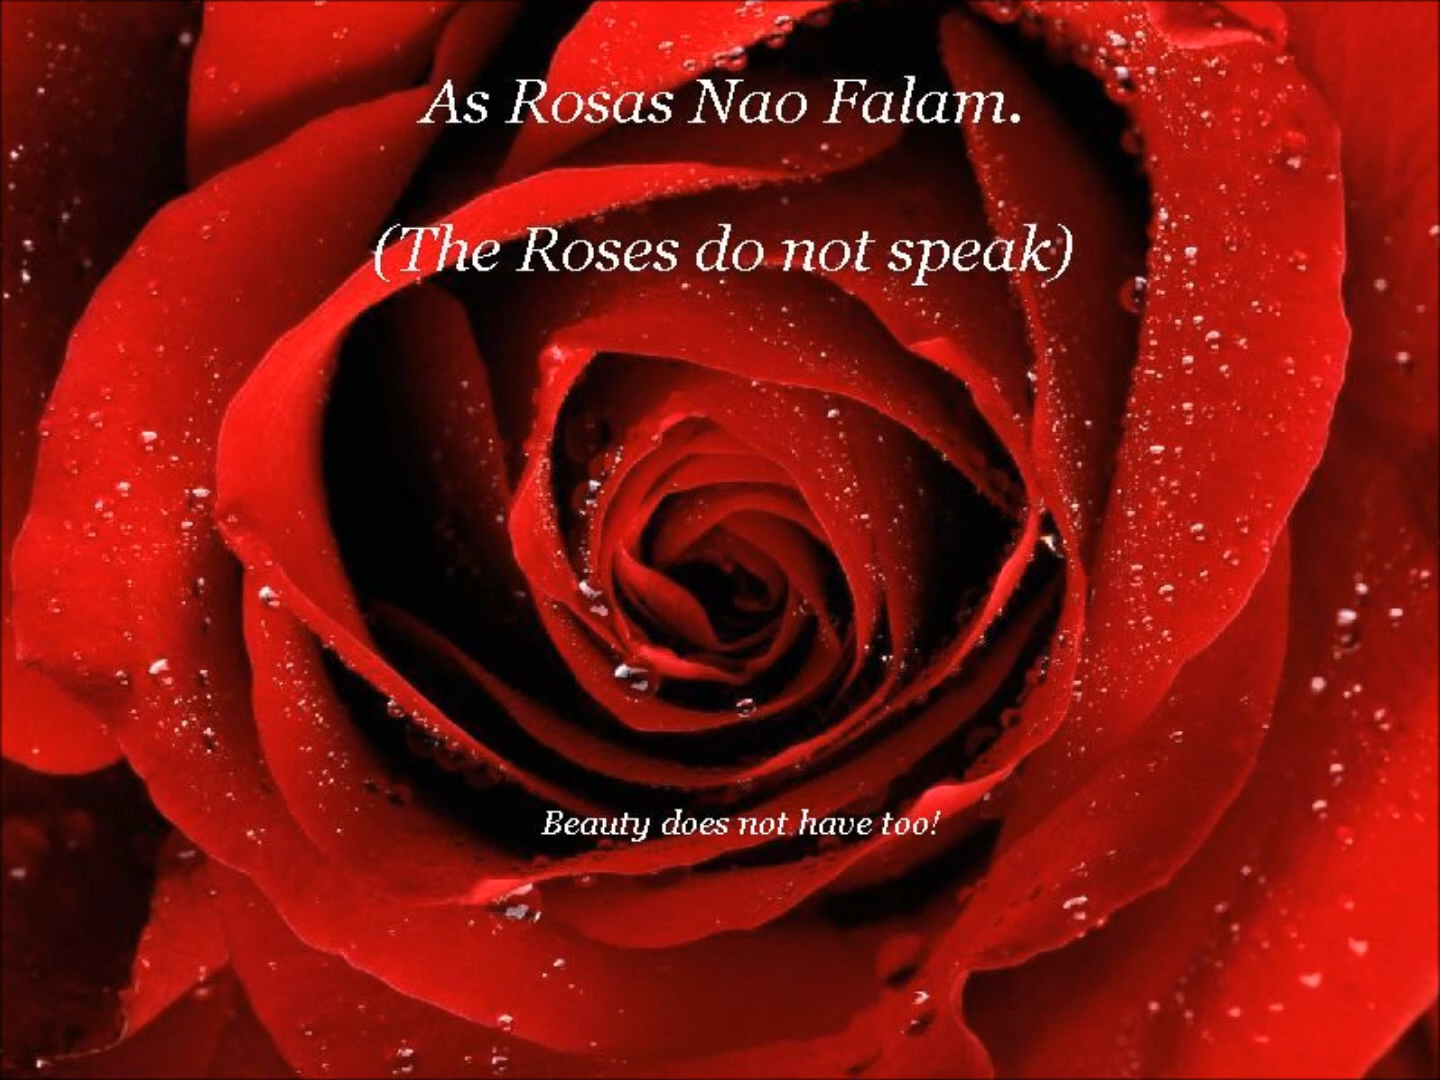 As Rosas Nao Falam.
(The Roses do not speak)
Beauty does not have too!